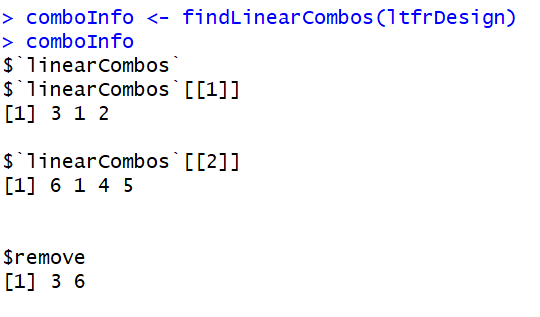 > comboInfo <- findLinearCombos(ltfrDesign)
> comboInfo
$`linearCombos`
$`linearCombos`[[1]]
[1] 3 1 2
$`linearCombos`[[2]]
[1] 6 1 4 5
$remove
[1] 3 6